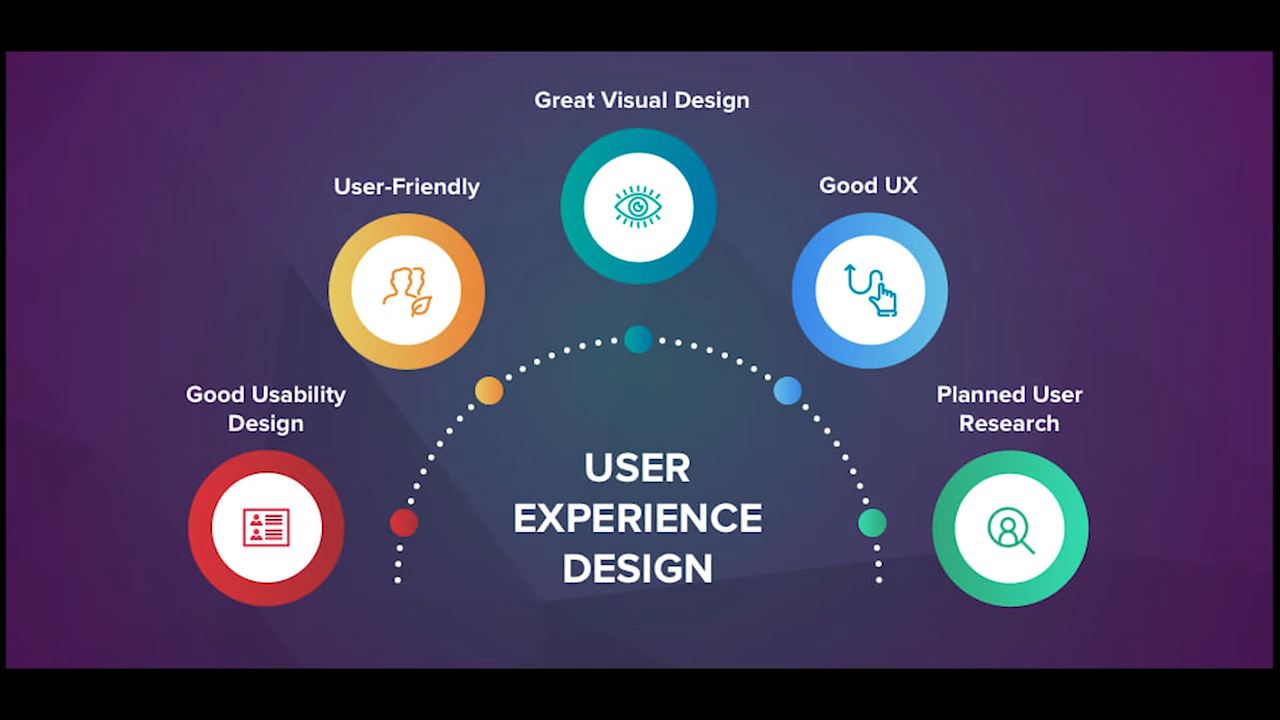 Great Visual Design
User-Friendly
Good UX
Good Usability
Design
Planned User
Research
USER
EXPERIENCE
DESIGN